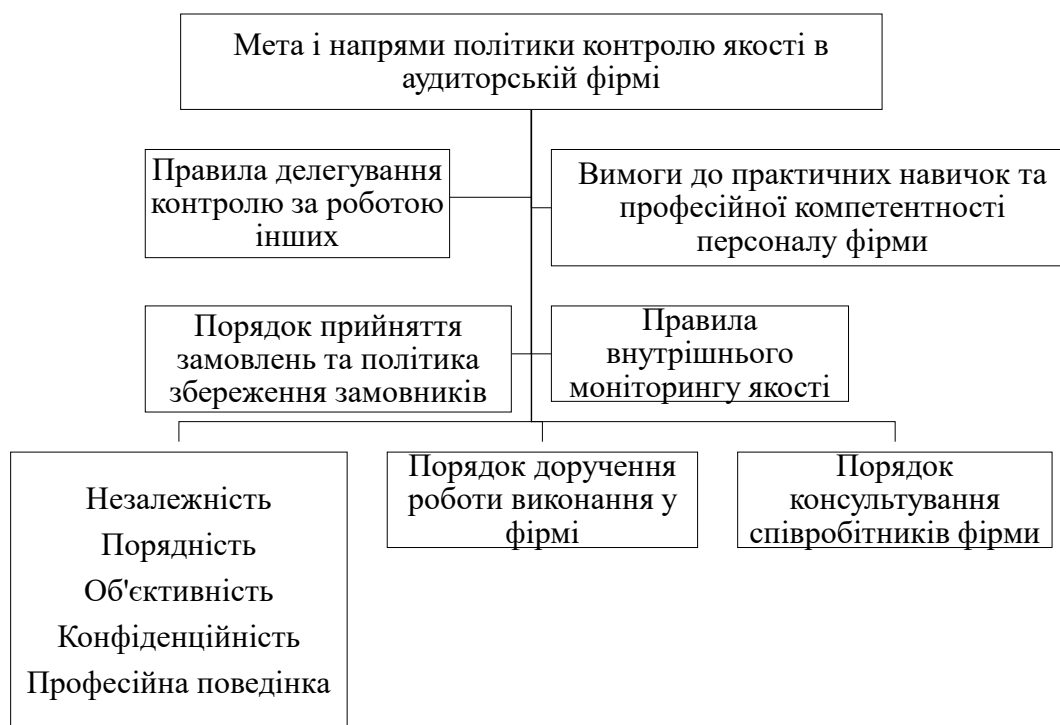 Мета і напрями політики контролю якості в
аудиторській фірмі
Правила делегування
контролю за роботою
інших
Вимоги до практичних навичок та
професійної компетентності
персоналу фірми
Порядок прийняття
замовлень та політика
збереження замовників
Правила
внутрішнього
моніторингу якості
Незалежність
Порядність
Об'єктивність
Конфіденційність
Професійна поведінка
Порядок доручення
роботи виконання у
фірмі
Порядок
консультування
співробітників фірми